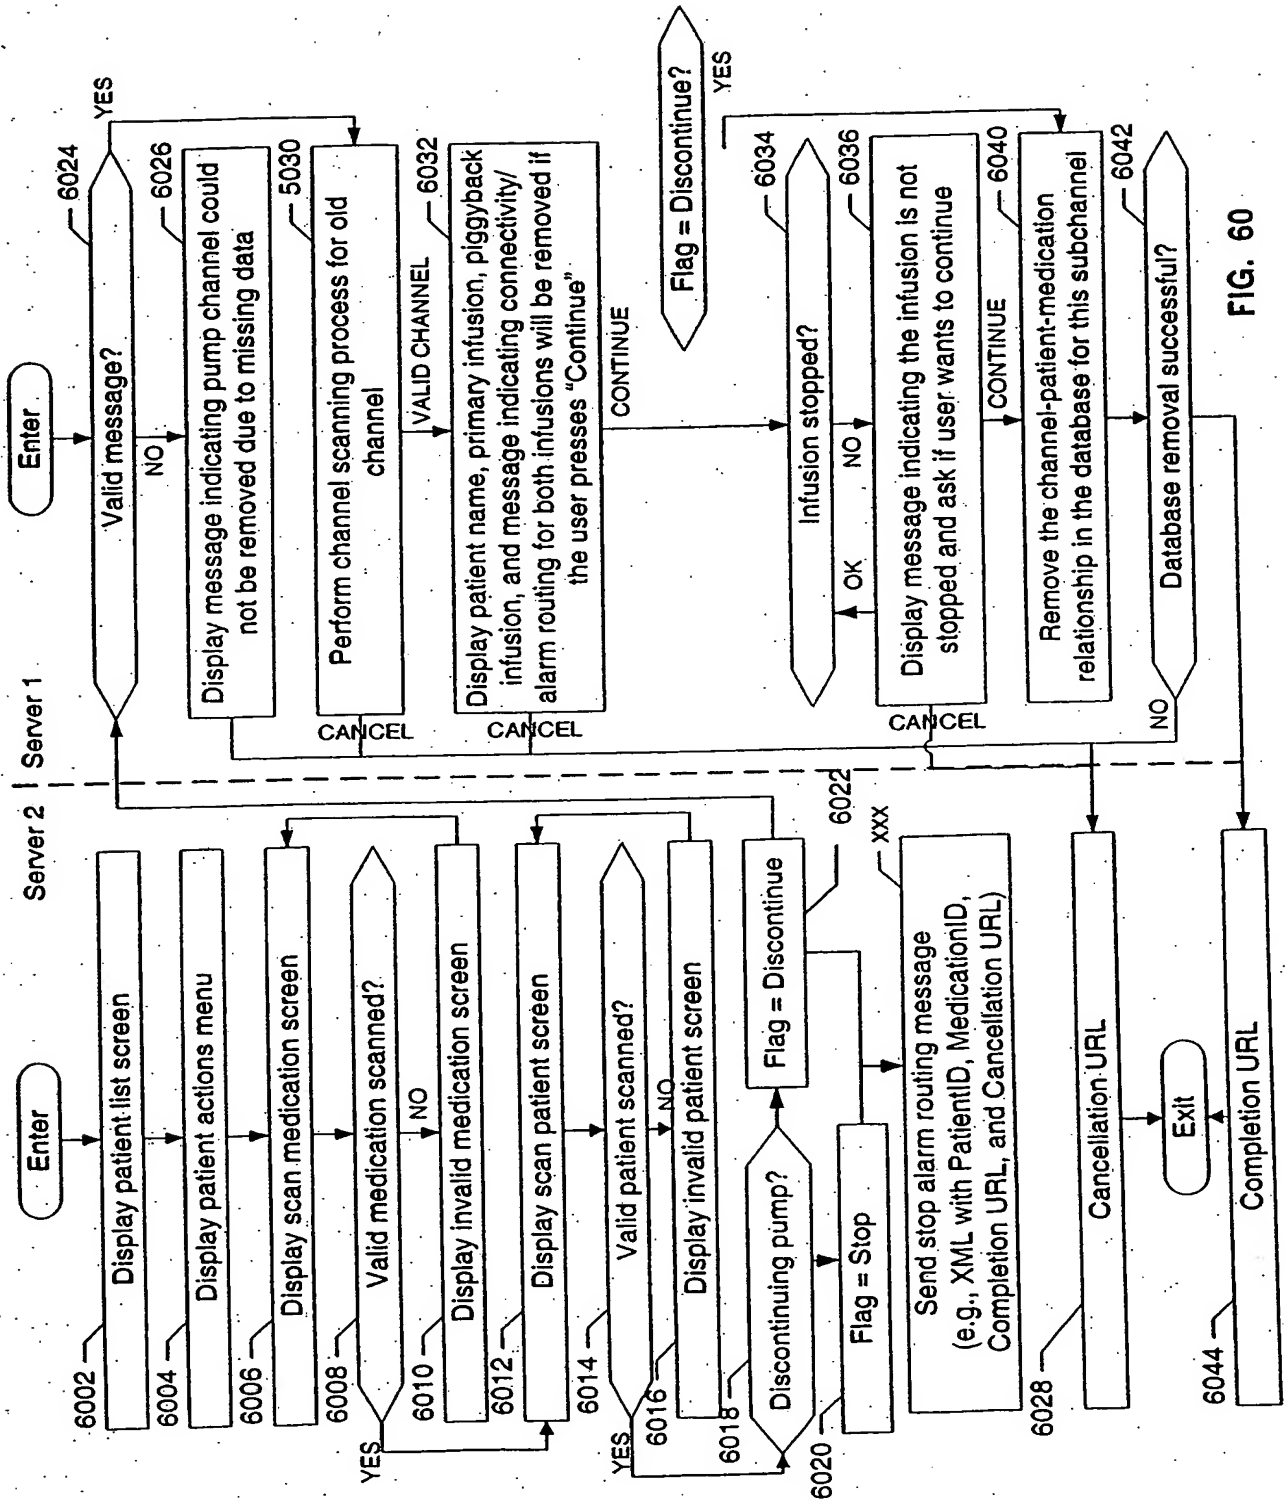 Server 2
Server 1
Enter
6002
Display patient list screen
6004
Display patient actions menu
6006
Display scan medication screen
6008
Valid medication scanned?
YES
NO
6010
Display invalid medication screen
6012
Display scan patient screen
6014
Valid patient scanned?
YES
NO
6016
Display invalid patient screen
6018
Discontinuing pump?
Flag = Discontinue
6022
6020
Flag = Stop
XXX
Send stop alarm routing message
(e.g., XML with PatientID, MedicationID,
Completion URL, and Cancellation URL)
6028
Cancellation URL
Exit
6044
Completion URL
Enter
6024
Valid message?
YES
NO
6026
Display message indicating pump channel could
not be removed due to missing data
5030
Perform channel scanning process for old
channel
CANCEL
VALID CHANNEL
6032
Display patient name, primary infusion, piggyback
infusion, and message indicating connectivity/
alarm routing for both infusions will be removed if
the user presses “Continue”
CANCEL
CONTINUE
Flag = Discontinue?
YES
6034
Infusion stopped?
OK
NO
6036
Display message indicating the infusion is not
stopped and ask if user wants to continue
CANCEL
CONTINUE
6040
Remove the channel-patient-medication
relationship in the database for this subchannel
6042
Database removal successful?
NO
FIG. 60